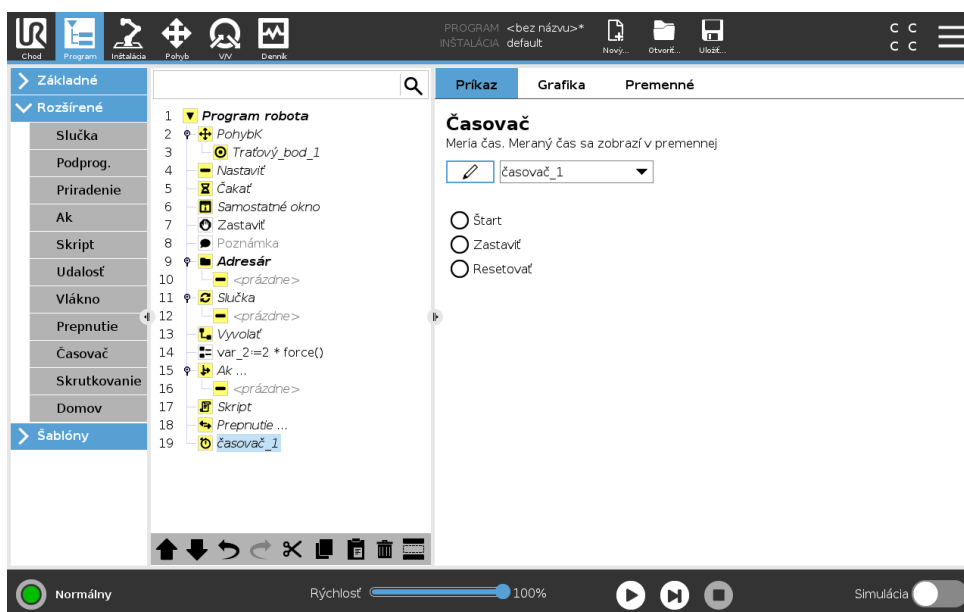 PROGRAM <bez názvu>*
INŠTALÁCIA default
UR
Chod
Program
Inštalácia
Pohyb
V/V
Denník
Nový...
Otvoriť...
Uložiť...
C C
C C
Základné
Rozšírené
Slučka
Podprog.
Priradenie
Ak
Skript
Udalosť
Vlákno
Prepnutie
Časovač
Skrutkovanie
Domov
Šablóny
1 Program robota
2 PohybK
3 Traťový_bod_1
4 Nastaviť
5 Čakať
6 Samostatné okno
7 Zastaviť
8 Poznámka
9 Adresár
10 <prázdne>
11 Slučka
12 <prázdne>
13 Vyvolať
14 var_2:=2 * force()
15 Ak ...
16 <prázdne>
17 Skript
18 Prepnutie ...
19 časovač_1
Príkaz
Grafika
Premenné
Časovač
Meria čas. Meraný čas sa zobrazí v premennej
časovač_1
Štart
Zastaviť
Resetovať
Normálny
Rýchlosť
100%
Simulácia